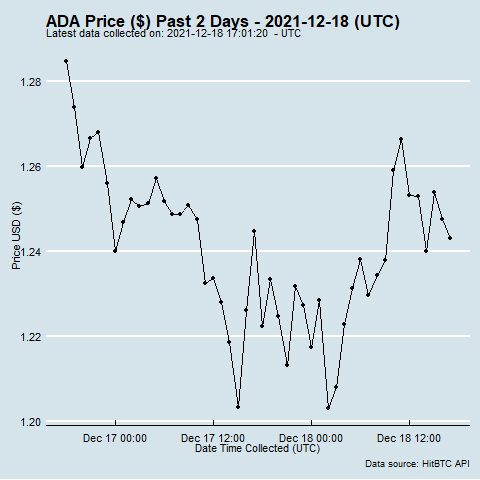 ADA Price ($) Past 2 Days - 2021-12-18 (UTC)
Latest data collected on: 2021-12-18 17:01:20 - UTC
1.28
1.26
1.24
1.22
1.20
Price USD ($)
Dec 17 00:00 Dec 17 12:00 Dec 18 00:00 Dec 18 12:00
Date Time Collected (UTC)
Data source: HitBTC API